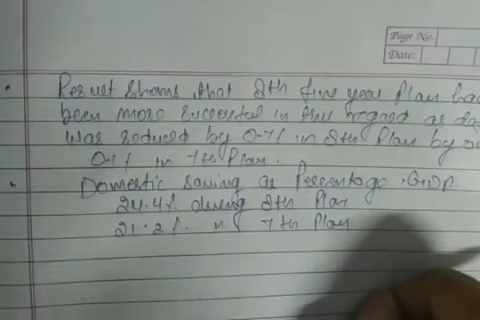 Page No.
Date:
Result shows that 8th five year Plan has
been more successful in this regard as
was reduced by 0.7% in 8th Plan by
0.1% in 7th Plan.
Domestic saving as Percentage GDP
24.4% during 8th Plan
21.2% " 7th Plan